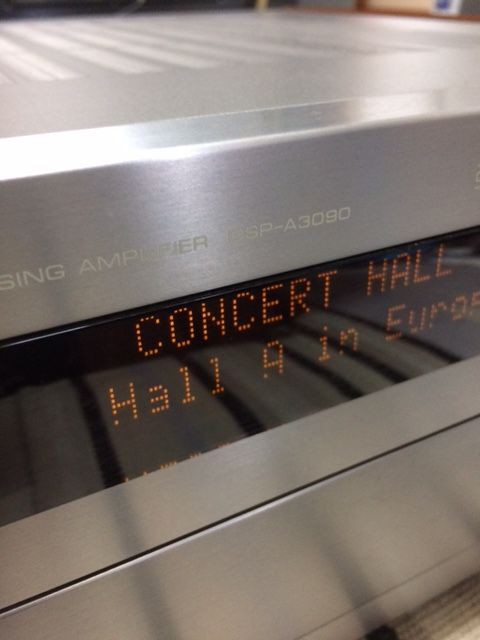 SING AMPLIFIER DSP-A3090
CONCERT HALL
Hall A in Europ